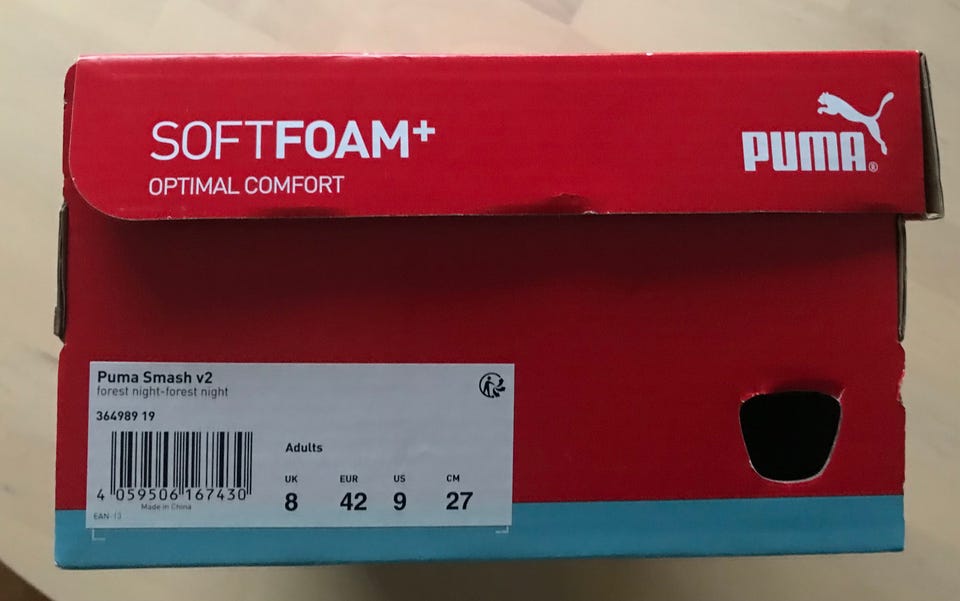 SOFTFOAM+
OPTIMAL COMFORT
PUMA®
Puma Smash v2
forest night-forest night
364989 19
4 059506 167430
Made in China
EAN-13
Adults
UK EUR US CM
8 42 9 27